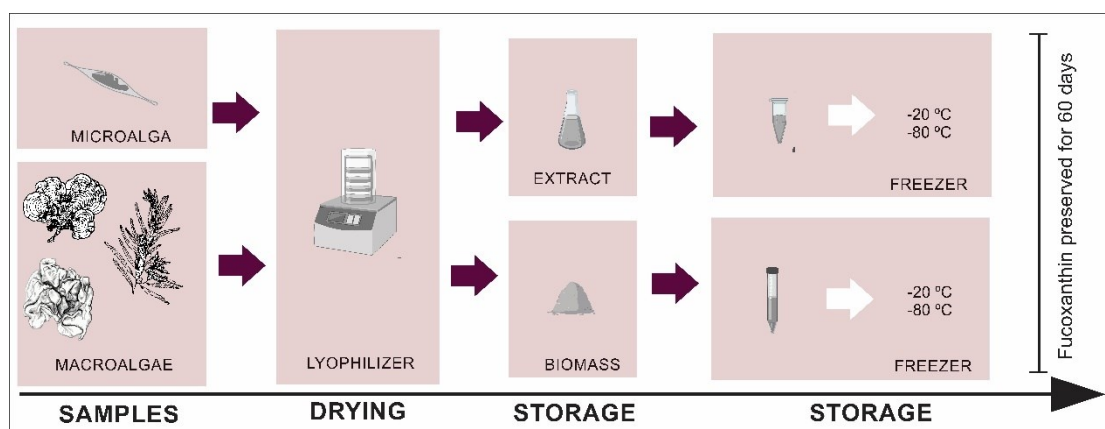 MICROALGA
MACROALGAE
LYOPHILIZER
EXTRACT
BIOMASS
-20 ºC
-80 ºC
FREEZER
-20 ºC
-80 ºC
FREEZER
Fucoxanthin preserved for 60 days
SAMPLES
DRYING
STORAGE
STORAGE